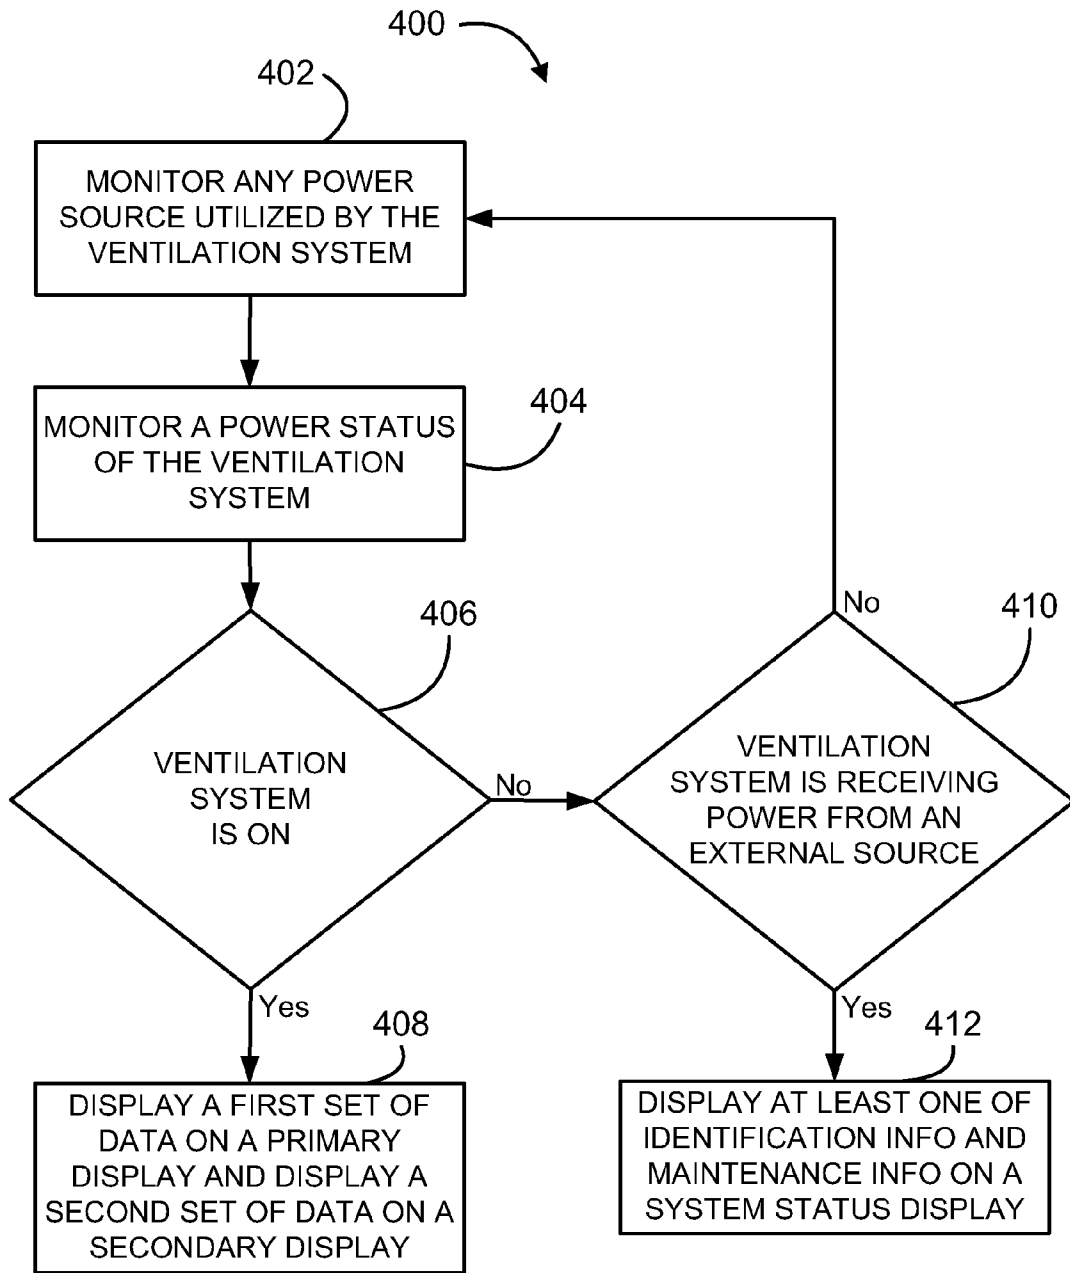 400
402
MONITOR ANY POWER
SOURCE UTILIZED BY THE
VENTILATION SYSTEM
404
MONITOR A POWER STATUS
OF THE VENTILATION
SYSTEM
406
VENTILATION
SYSTEM
IS ON
No
Yes
410
No
VENTILATION
SYSTEM IS RECEIVING
POWER FROM AN
EXTERNAL SOURCE
Yes
408
DISPLAY A FIRST SET OF
DATA ON A PRIMARY
DISPLAY AND DISPLAY A
SECOND SET OF DATA ON A
SECONDARY DISPLAY
412
DISPLAY AT LEAST ONE OF
IDENTIFICATION INFO AND
MAINTENANCE INFO ON A
SYSTEM STATUS DISPLAY